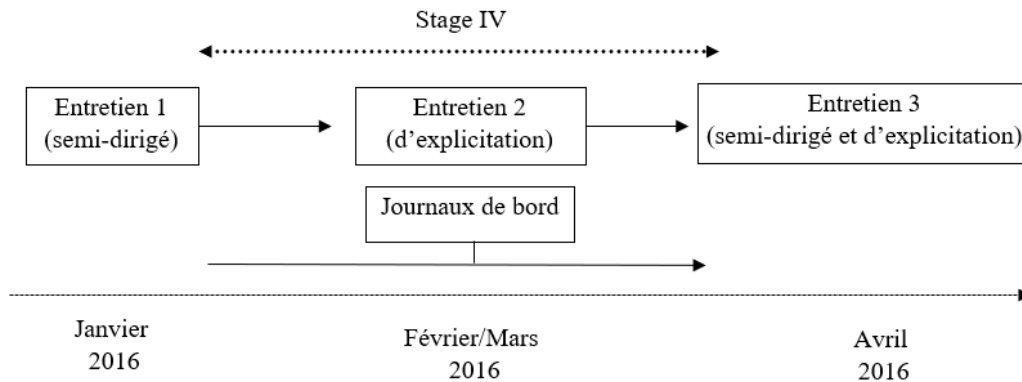 Stage IV
Entretien 1
(semi-dirigé)
Entretien 2
(d'explicitation)
Entretien 3
(semi-dirigé et d'explicitation)
Journaux de bord
Janvier
2016
Février/Mars
2016
Avril
2016